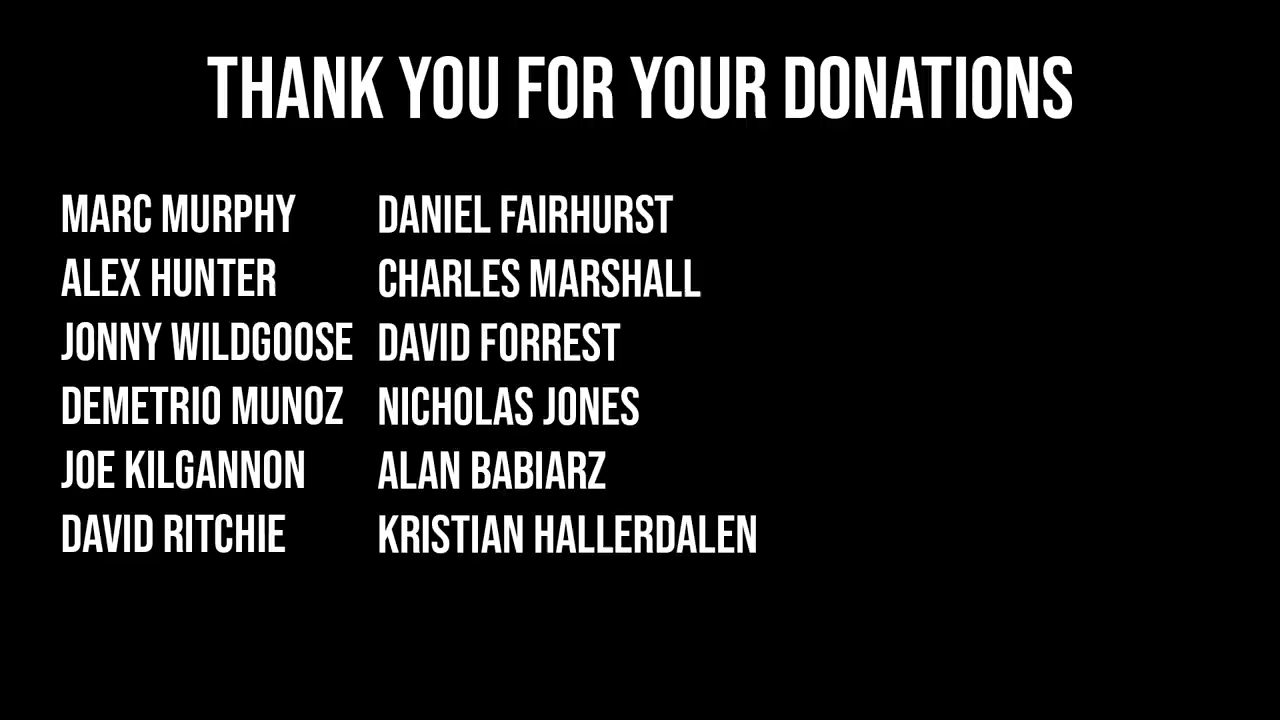 THANK YOU FOR YOUR DONATIONS
MARC MURPHY
ALEX HUNTER
JONNY WILDGOOSE
DEMETRIO MUNOZ
JOE KILGANNON
DAVID RITCHIE
DANIEL FAIRHURST
CHARLES MARSHALL
DAVID FORREST
NICHOLAS JONES
ALAN BABIARZ
KRISTIAN HALLERDALEN